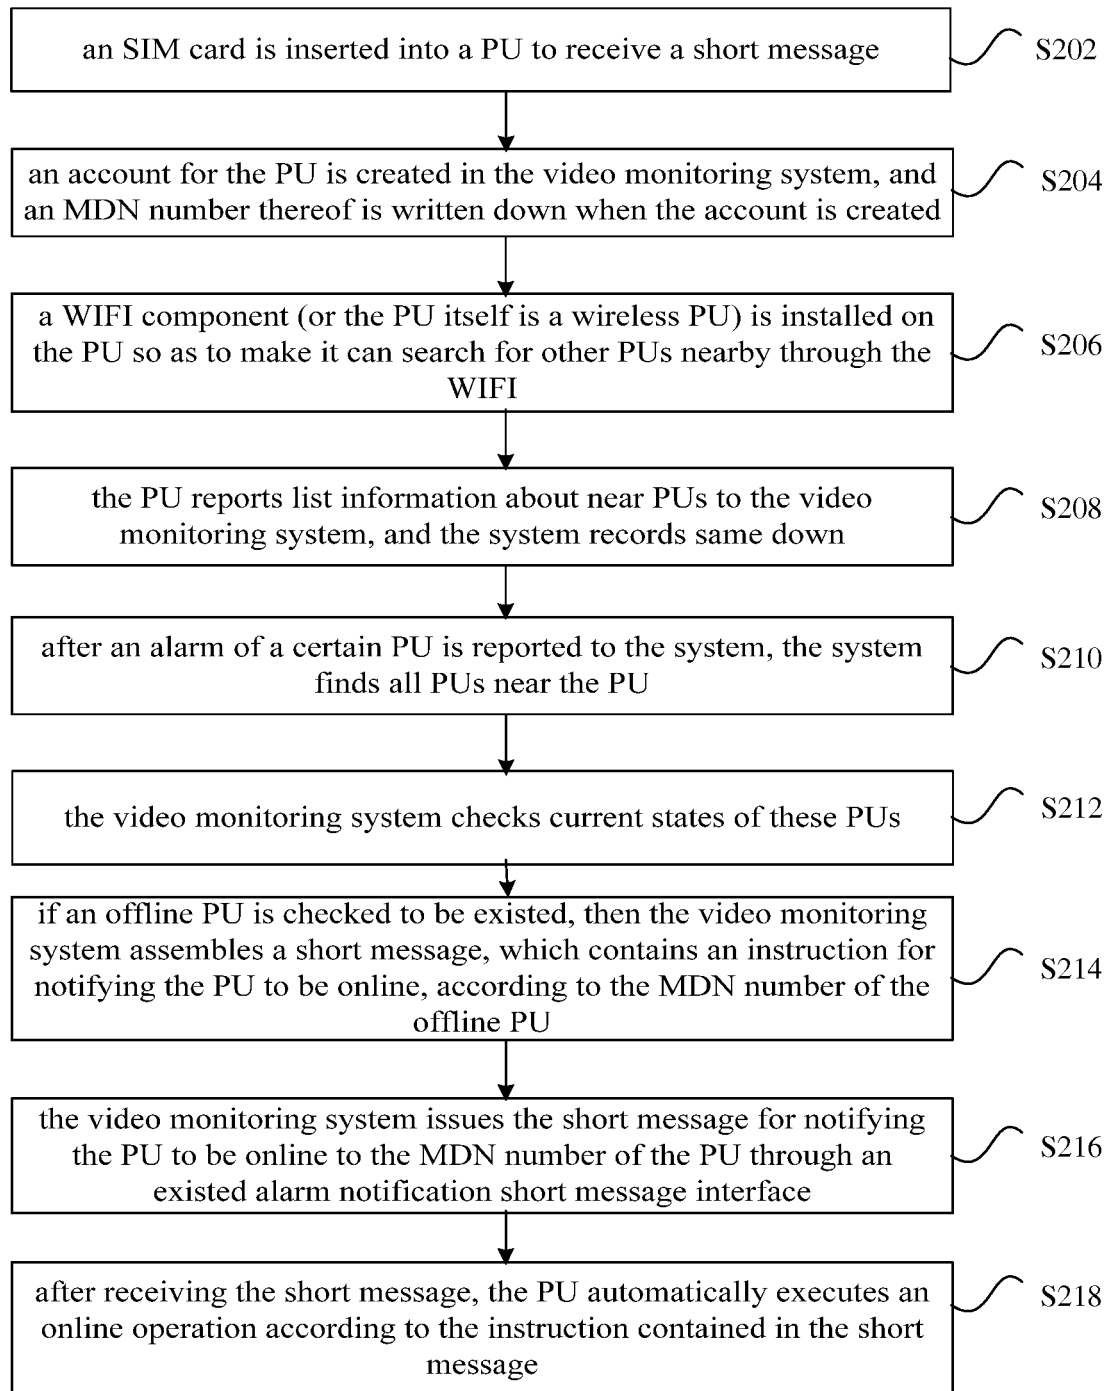 an SIM card is inserted into a PU to receive a short message
S202
an account for the PU is created in the video monitoring system, and
an MDN number thereof is written down when the account is created
S204
a WIFI component (or the PU itself is a wireless PU) is installed on
the PU so as to make it can search for other PUs nearby through the
WIFI
S206
the PU reports list information about near PUs to the video
monitoring system, and the system records same down
S208
after an alarm of a certain PU is reported to the system, the system
finds all PUs near the PU
S210
the video monitoring system checks current states of these PUs
S212
if an offline PU is checked to be existed, then the video monitoring
system assembles a short message, which contains an instruction for
notifying the PU to be online, according to the MDN number of the
offline PU
S214
the video monitoring system issues the short message for notifying
the PU to be online to the MDN number of the PU through an
existed alarm notification short message interface
S216
after receiving the short message, the PU automatically executes an
online operation according to the instruction contained in the short
message
S218